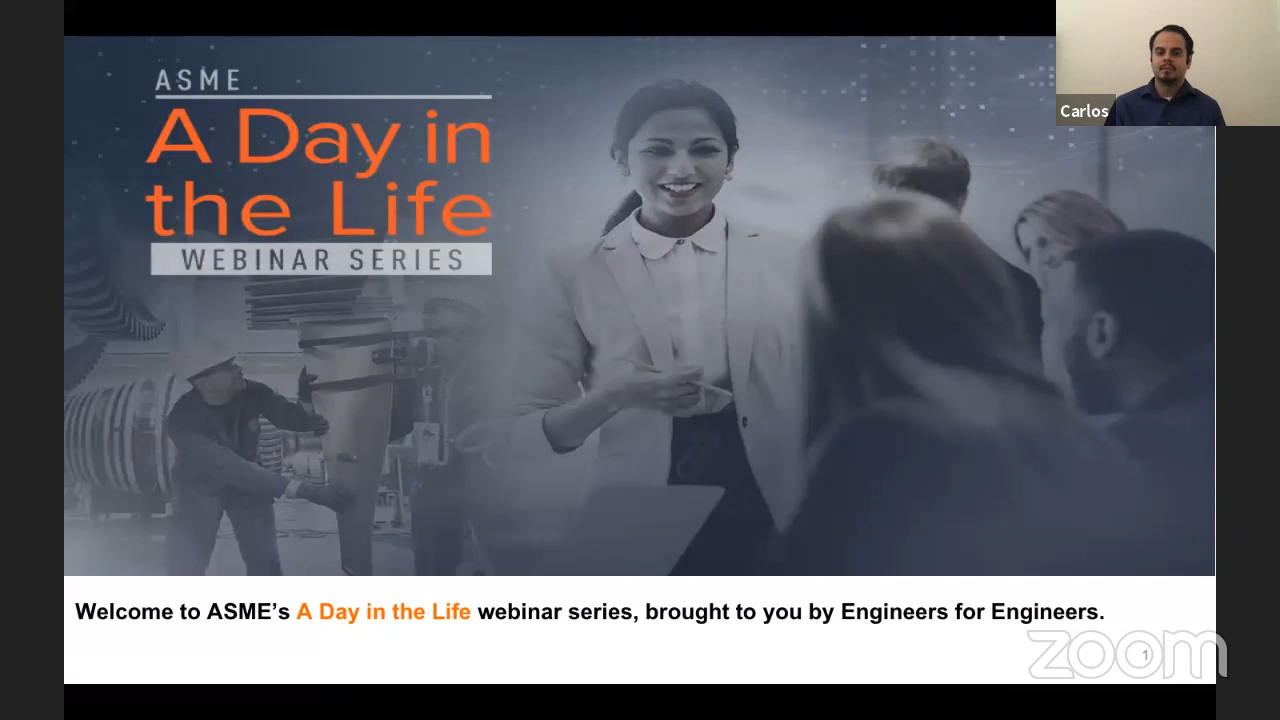 ASME
A Day in
the Life
WEBINAR SERIES
Carlos
Welcome to ASME’s A Day in the Life webinar series, brought to you by Engineers for Engineers.
zoom
1